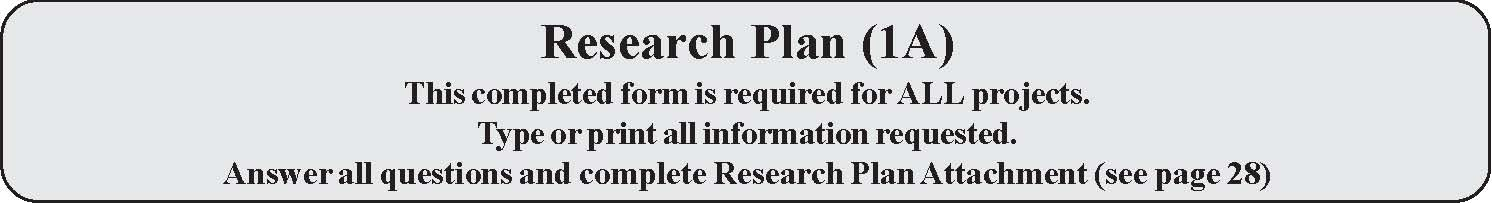 Research Plan (1A)
This completed form is required for ALL projects.
Type or print all information requested.
Answer all questions and complete Research Plan Attachment (see page 28)